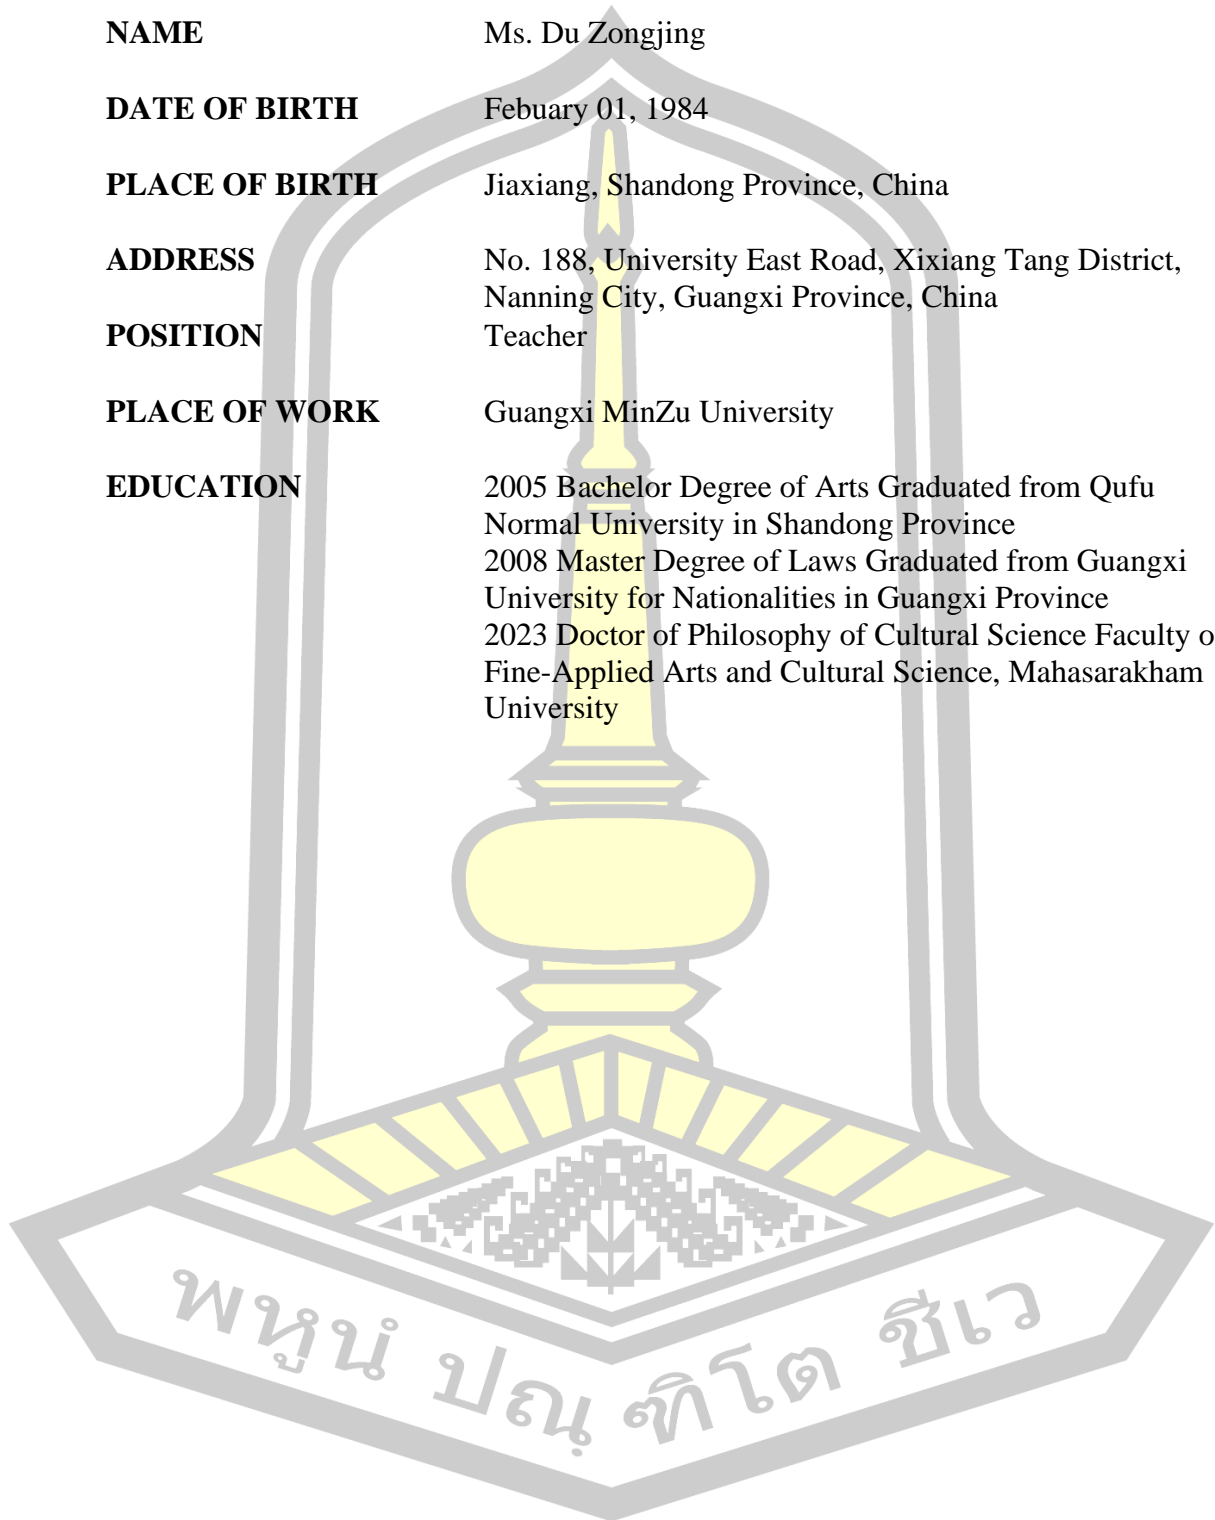 NAME Ms. Du Zongjing
DATE OF BIRTH Febuary 01, 1984
PLACE OF BIRTH Jiaxiang, Shandong Province, China
ADDRESS No. 188, University East Road, Xixiang Tang District,
Nanning City, Guangxi Province, China
POSITION Teacher
PLACE OF WORK Guangxi MinZu University
EDUCATION 2005 Bachelor Degree of Arts Graduated from Qufu
Normal University in Shandong Province
2008 Master Degree of Laws Graduated from Guangxi
University for Nationalities in Guangxi Province
2023 Doctor of Philosophy of Cultural Science Faculty o
Fine-Applied Arts and Cultural Science, Mahasarakham
University
พหูนํ ปณฺฑิโต ชีเว